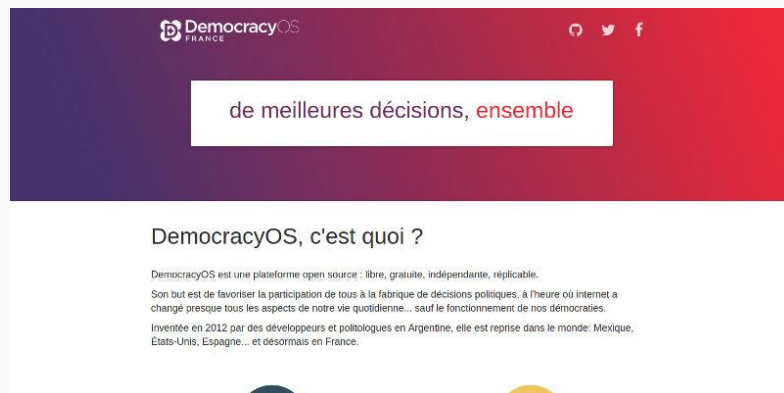 DemocracyOS
FRANCE
de meilleures décisions, ensemble
DemocracyOS, c'est quoi ?
DemocracyOS est une plateforme open source : libre, gratuite, indépendante, réplicable.
Son but est de favoriser la participation de tous à la fabrique de décisions politiques, à l'heure où internet a
changé presque tous les aspects de notre vie quotidienne... sauf le fonctionnement de nos démocraties.
Inventée en 2012 par des développeurs et politologues en Argentine, elle est reprise dans le monde: Mexique,
États-Unis, Espagne... et désormais en France.